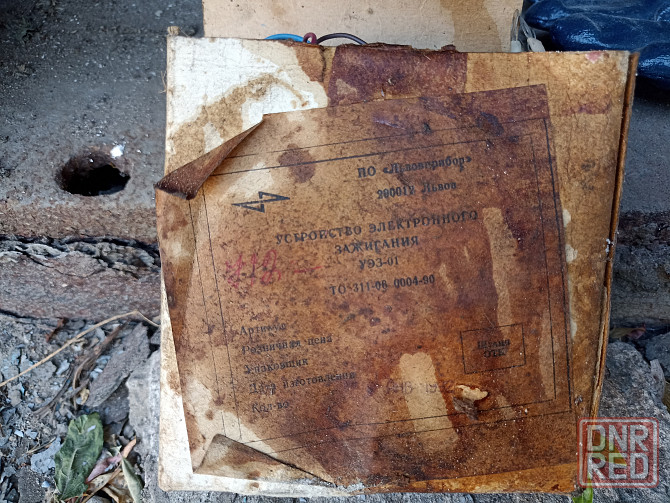 ПО «Львовприбор»
290012 Львов
УСТРОЙСТВО ЭЛЕКТРОННОГО
ЗАЖИГАНИЯ
УЭЗ-01
ТО 311-06 0004-90
Артикул
Розничная цена
Упаковщик
Дата изготовления
Кол-во
Штамп
ОТК
DNR
RED